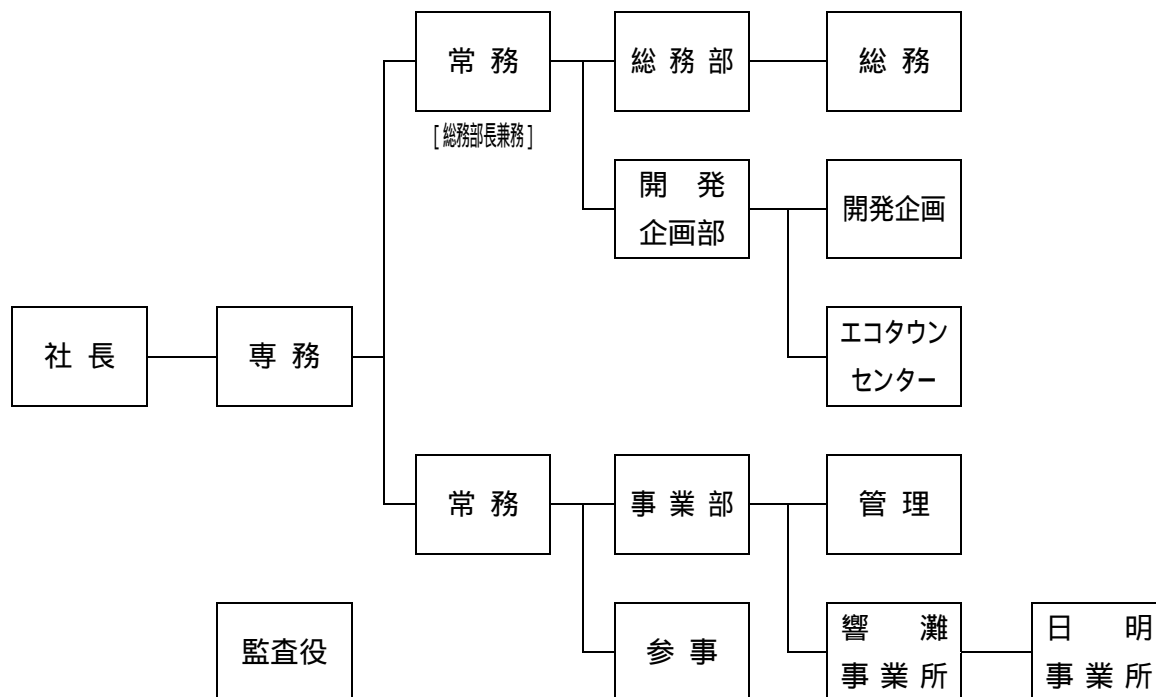 常 務
総 務 部
総 務
[ 総務部長兼務 ]
開 発
企画部
開発企画
社 長
専 務
エコタウン
センター
常 務
事 業 部
管 理
監査役
参 事
響 灘
事 業 所
日 明
事 業 所